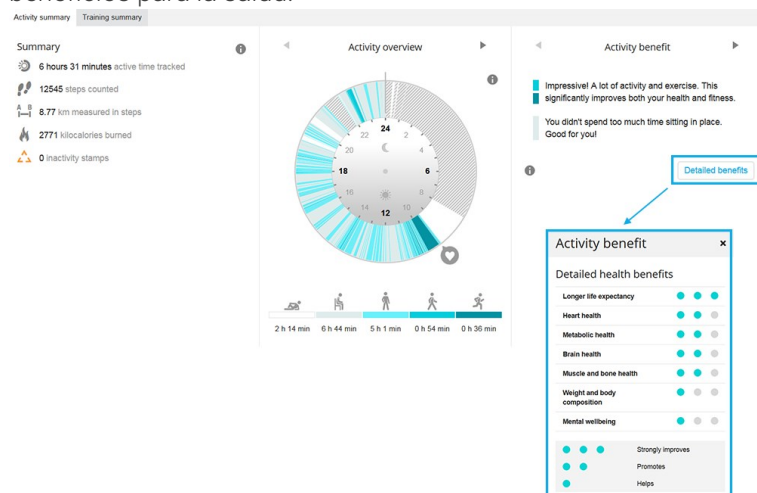 beneficios para la salud.
Activity summary Training summary
Summary
6 hours 31 minutes active time tracked
12545 steps counted
A B
8.77 km measured in steps
2771 kilocalories burned
0 inactivity stamps
Activity overview
24
22 2
20 4
18 6
16 8
14 10
12
2 h 14 min 6 h 44 min 5 h 1 min 0 h 54 min 0 h 36 min
Activity benefit
Impressive! A lot of activity and exercise. This
significantly improves both your health and fitness.
You didn't spend too much time sitting in place.
Good for you!
Detailed benefits
Activity benefit ×
Detailed health benefits
Longer life expectancy
Heart health
Metabolic health
Brain health
Muscle and bone health
Weight and body
composition
Mental wellbeing
Strongly improves
Promotes
Helps